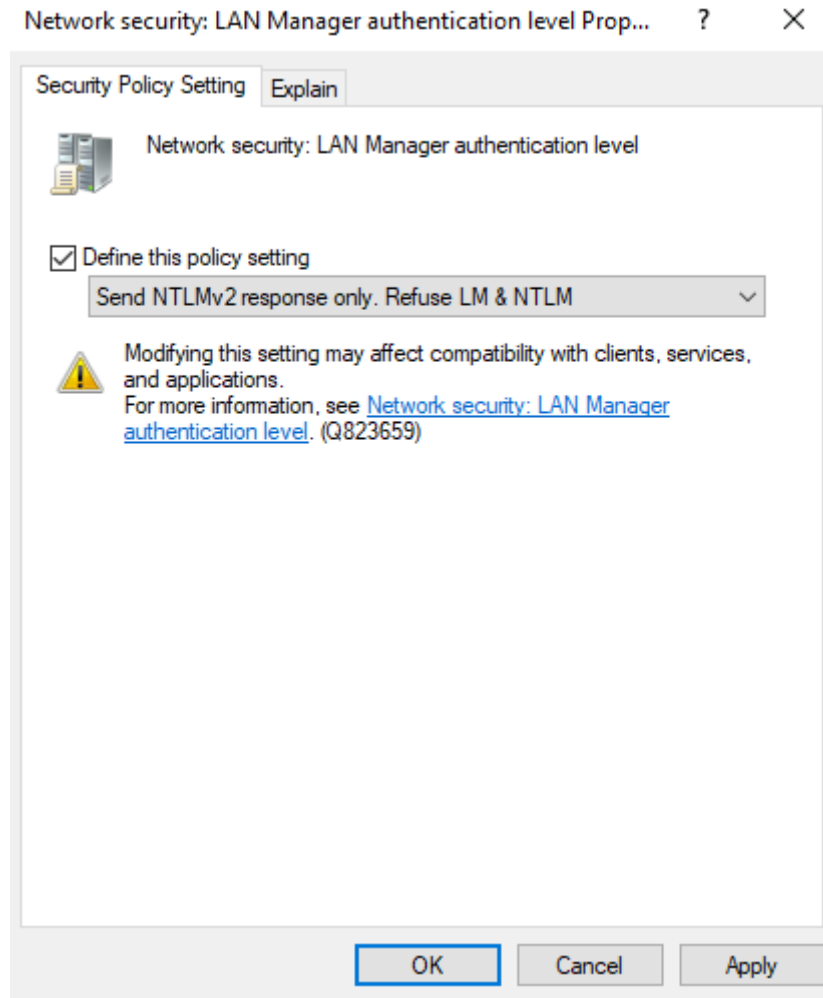 Network security: LAN Manager authentication level Prop... ? ×
Security Policy Setting Explain
Network security: LAN Manager authentication level
Define this policy setting
Send NTLMv2 response only. Refuse LM & NTLM
Modifying this setting may affect compatibility with clients, services,
and applications.
For more information, see Network security: LAN Manager
authentication level. (Q823659)
OK Cancel Apply